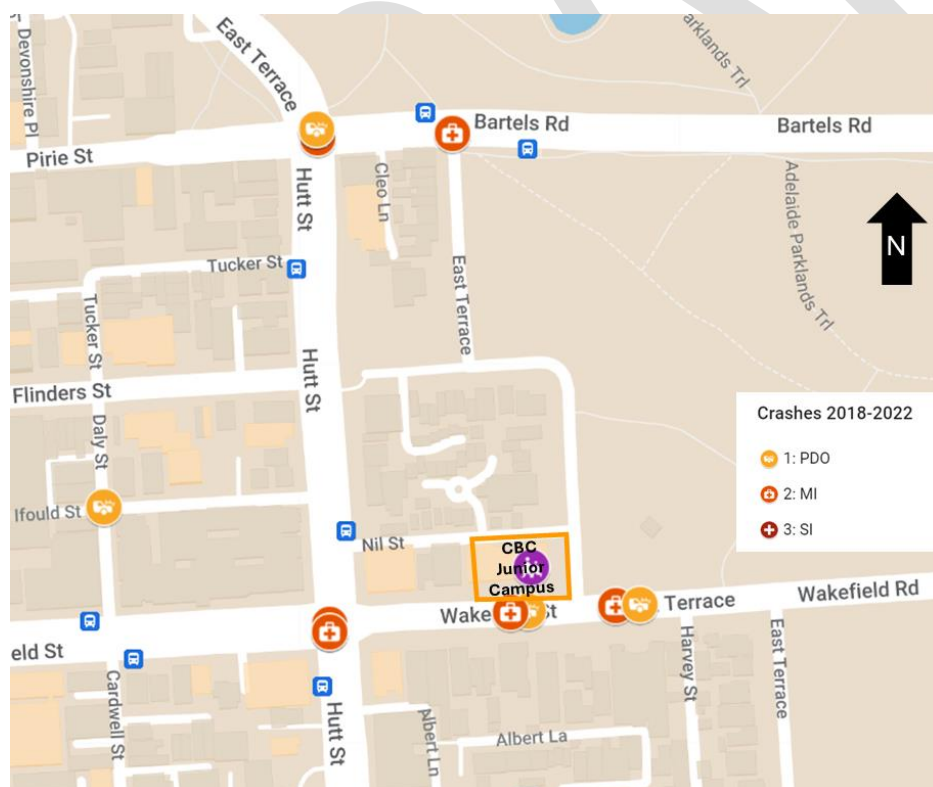 Devonshire Pl
East Terrace
arklands Trl
Bartels Rd
Bartels Rd
Pirie St
Hutt St
Cleo Ln
Adelaide Parklands Trl
N
Tucker St
East Terrace
Tucker St
Hutt St
Flinders St
Daly St
Crashes 2018-2022
1: PDO
2: MI
3: SI
Ifould St
Nil St
CBC
Junior
Campus
Wake St
Terrace
Wakefield Rd
eld St
Cardwell St
Hutt St
Albert Ln
Albert La
Harvey St
East Terrace